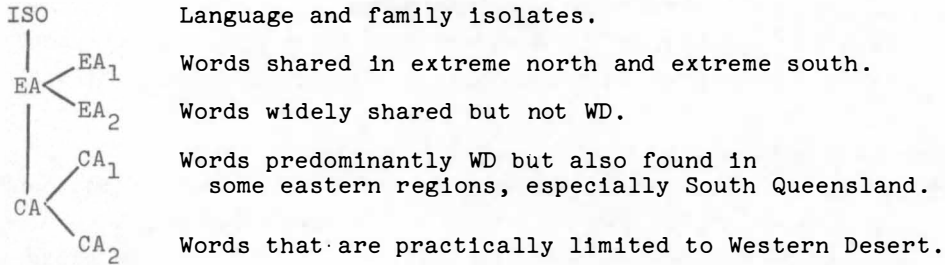 ISO Language and family isolates.
EA₁ Words shared in extreme north and extreme south.
EA
EA₂ Words widely shared but not WD.
CA₁ Words predominantly WD but also found in
some eastern regions, especially South Queensland.
CA
CA₂ Words that are practically limited to Western Desert.